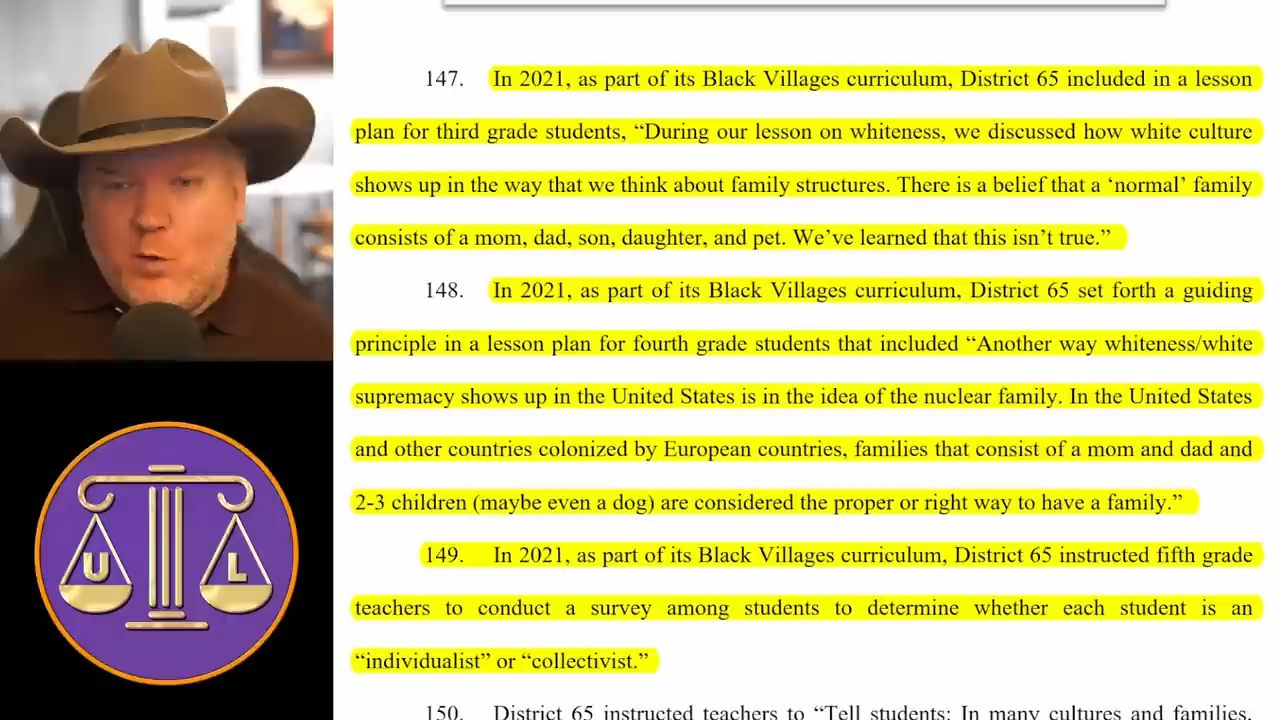 147. In 2021, as part of its Black Villages curriculum, District 65 included in a lesson
plan for third grade students, “During our lesson on whiteness, we discussed how white culture
shows up in the way that we think about family structures. There is a belief that a ‘normal’ family
consists of a mom, dad, son, daughter, and pet. We’ve learned that this isn’t true.”
148. In 2021, as part of its Black Villages curriculum, District 65 set forth a guiding
principle in a lesson plan for fourth grade students that included “Another way whiteness/white
supremacy shows up in the United States is in the idea of the nuclear family. In the United States
and other countries colonized by European countries, families that consist of a mom and dad and
2-3 children (maybe even a dog) are considered the proper or right way to have a family.”
149. In 2021, as part of its Black Villages curriculum, District 65 instructed fifth grade
teachers to conduct a survey among students to determine whether each student is an
“individualist” or “collectivist.”
150. District 65 instructed teachers to “Tell students: In many cultures and families,
U L